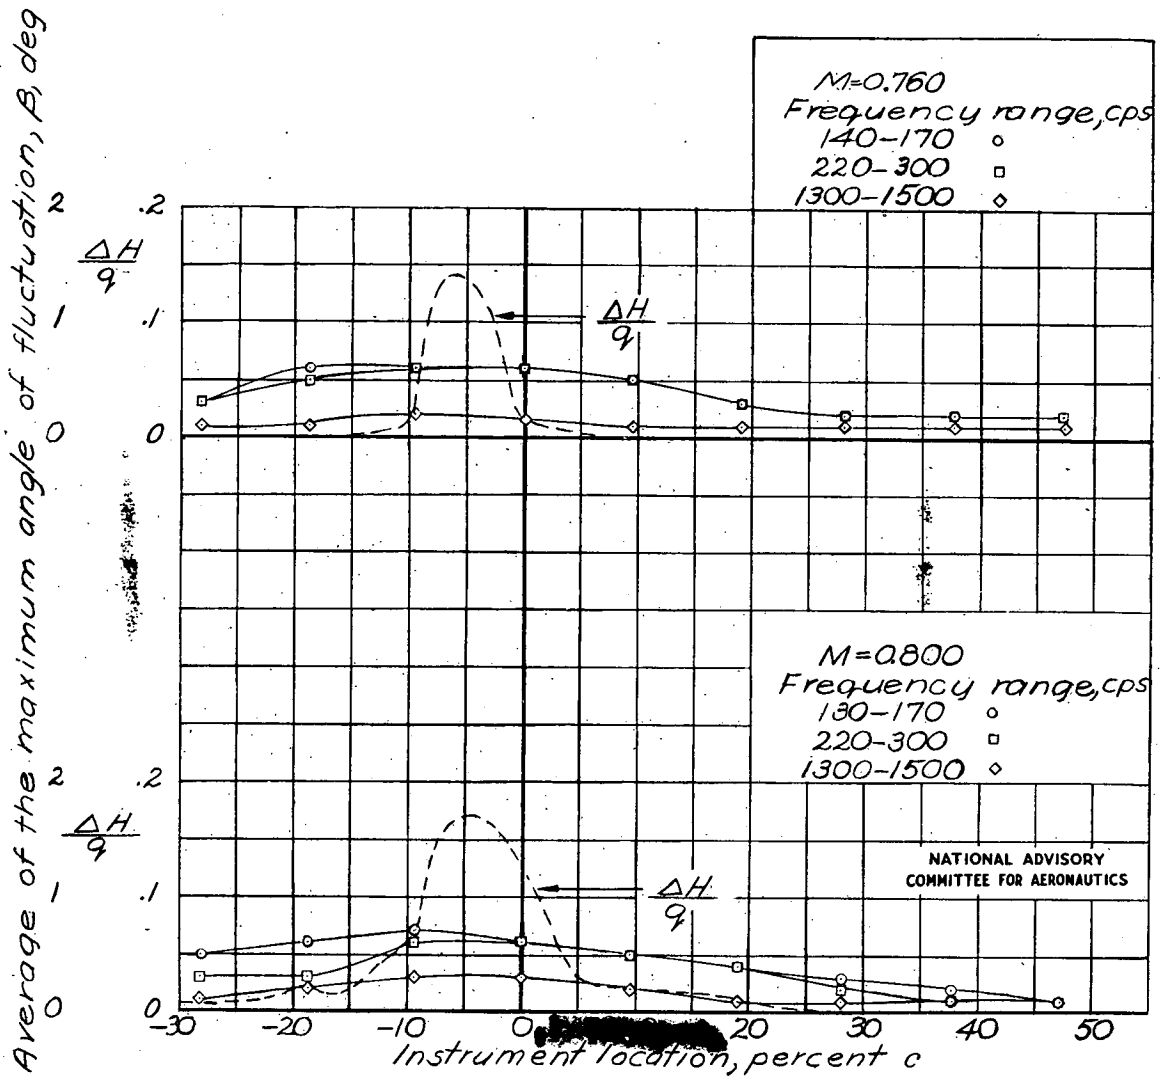 Average of the maximum angle of fluctuation, β, deg
M=0.760
Frequency range, cps
140-170 ○
220-300 □
1300-1500 ◇
2 .2
ΔH/q
1 .1
ΔH/q
0 0
M=0.800
Frequency range, cps
130-170 ○
220-300 □
1300-1500 ◇
2 .2
ΔH/q
NATIONAL ADVISORY
COMMITTEE FOR AERONAUTICS
1 .1
ΔH/q
0 0
-30 -20 -10 0 20 30 40 50
Instrument location, percent c